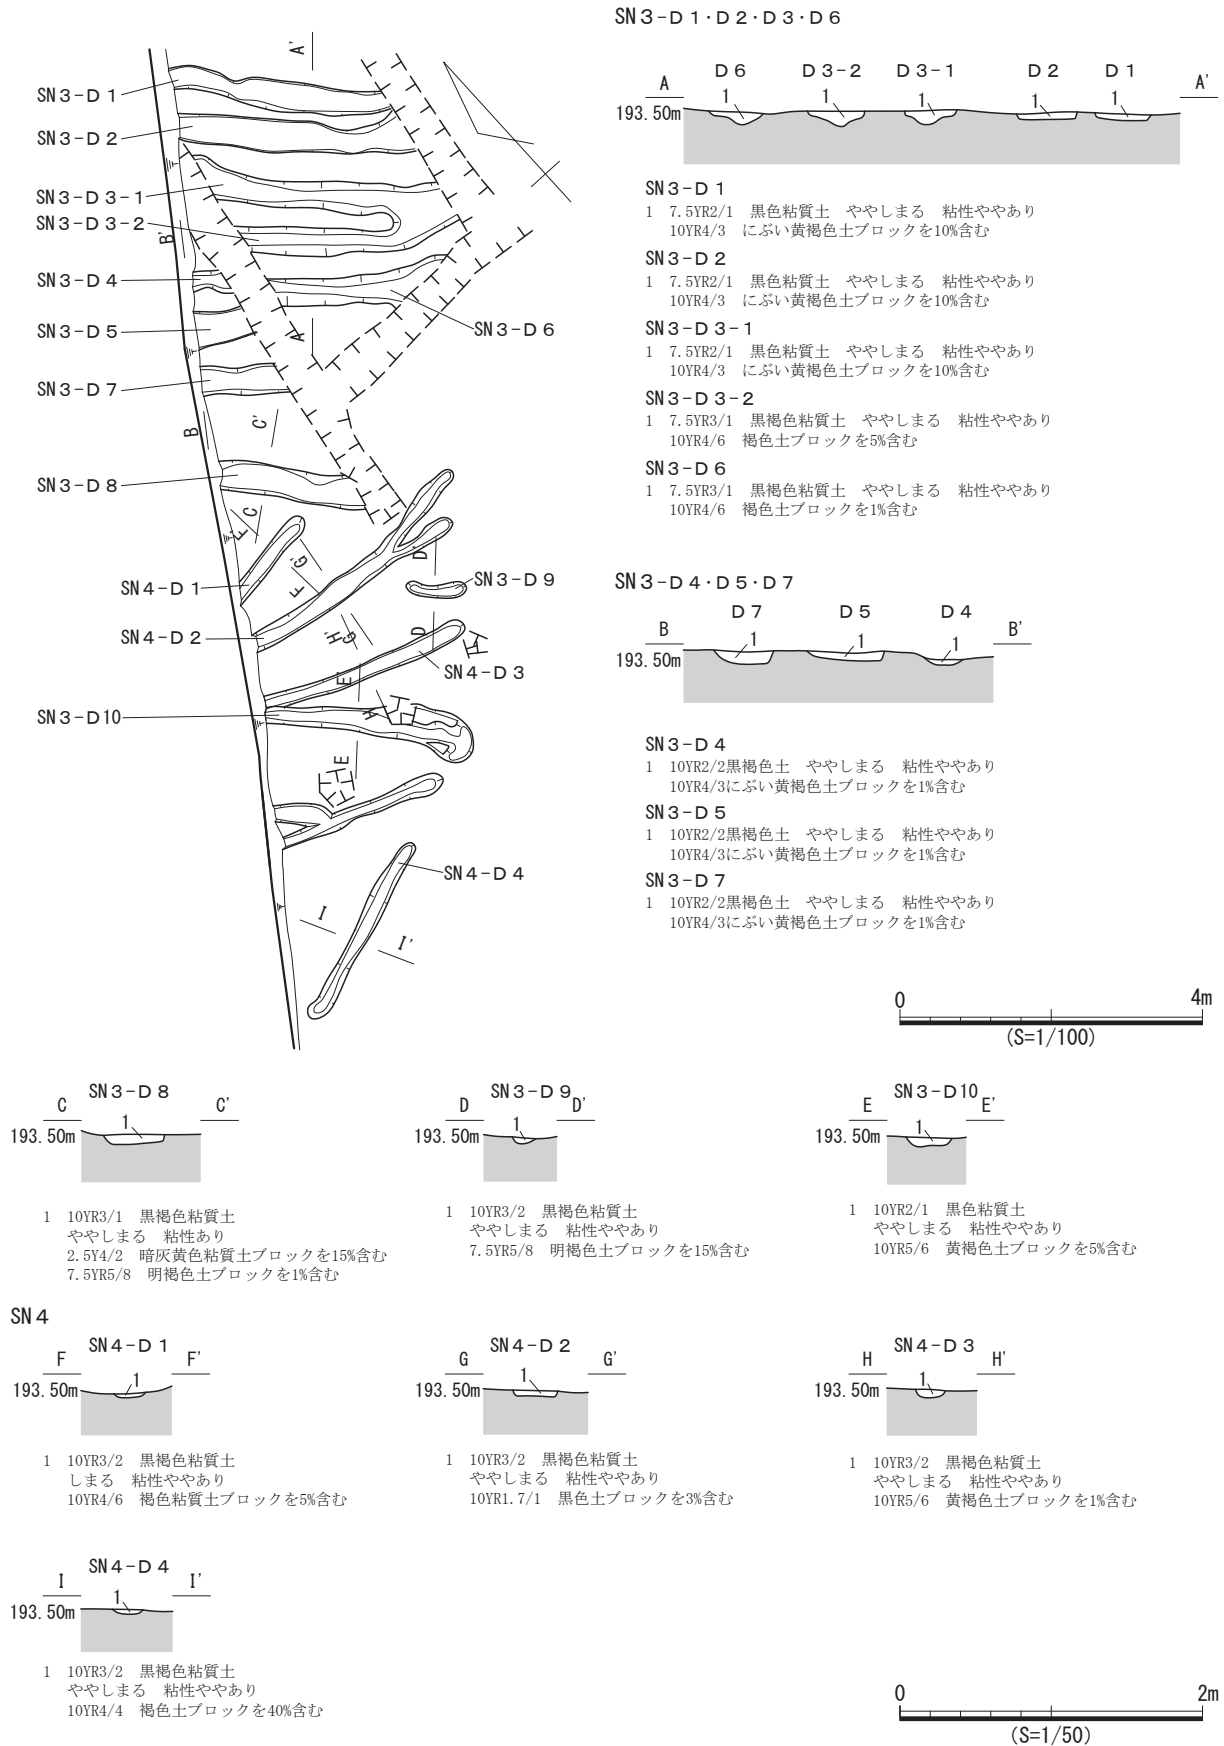 SN3-D1
SN3-D2
SN3-D3-1
SN3-D3-2
SN3-D4
SN3-D5
SN3-D6
SN3-D7
SN3-D8
SN4-D1
SN3-D9
SN4-D2
SN4-D3
SN3-D10
SN4-D4
A'
A
B'
B
C'
C
D'
D
E'
E
F'
F
G'
G
H'
H
I
I'
SN3-D1・D2・D3・D6
A D6 D3-2 D3-1 D2 D1 A'
1 1 1 1 1
193.50m
SN3-D1
1 7.5YR2/1 黒色粘質土 ややしまる 粘性ややあり
10YR4/3 にぶい黄褐色土ブロックを10%含む
SN3-D2
1 7.5YR2/1 黒色粘質土 ややしまる 粘性ややあり
10YR4/3 にぶい黄褐色土ブロックを10%含む
SN3-D3-1
1 7.5YR2/1 黒色粘質土 ややしまる 粘性ややあり
10YR4/3 にぶい黄褐色土ブロックを10%含む
SN3-D3-2
1 7.5YR3/1 黒褐色粘質土 ややしまる 粘性ややあり
10YR4/6 褐色土ブロックを5%含む
SN3-D6
1 7.5YR3/1 黒褐色粘質土 ややしまる 粘性ややあり
10YR4/6 褐色土ブロックを1%含む
SN3-D4・D5・D7
B D7 D5 D4 B'
1 1 1
193.50m
SN3-D4
1 10YR2/2黒褐色土 ややしまる 粘性ややあり
10YR4/3にぶい黄褐色土ブロックを1%含む
SN3-D5
1 10YR2/2黒褐色土 ややしまる 粘性ややあり
10YR4/3にぶい黄褐色土ブロックを1%含む
SN3-D7
1 10YR2/2黒褐色土 ややしまる 粘性ややあり
10YR4/3にぶい黄褐色土ブロックを1%含む
0 4m
(S=1/100)
SN3-D8
C C'
1
193.50m
1 10YR3/1 黒褐色粘質土
ややしまる 粘性あり
2.5Y4/2 暗灰黄色粘質土ブロックを15%含む
7.5YR5/8 明褐色土ブロックを1%含む
SN3-D9
D D'
1
193.50m
1 10YR3/2 黒褐色粘質土
ややしまる 粘性ややあり
7.5YR5/8 明褐色土ブロックを15%含む
SN3-D10
E E'
1
193.50m
1 10YR2/1 黒色粘質土
ややしまる 粘性ややあり
10YR5/6 黄褐色土ブロックを5%含む
SN4
SN4-D1
F F'
1
193.50m
1 10YR3/2 黒褐色粘質土
しまる 粘性ややあり
10YR4/6 褐色粘質土ブロックを5%含む
SN4-D2
G G'
1
193.50m
1 10YR3/2 黒褐色粘質土
ややしまる 粘性ややあり
10YR1.7/1 黒色土ブロックを3%含む
SN4-D3
H H'
1
193.50m
1 10YR3/2 黒褐色粘質土
ややしまる 粘性ややあり
10YR5/6 黄褐色土ブロックを1%含む
SN4-D4
I I'
1
193.50m
1 10YR3/2 黒褐色粘質土
ややしまる 粘性ややあり
10YR4/4 褐色土ブロックを40%含む
0 2m
(S=1/50)